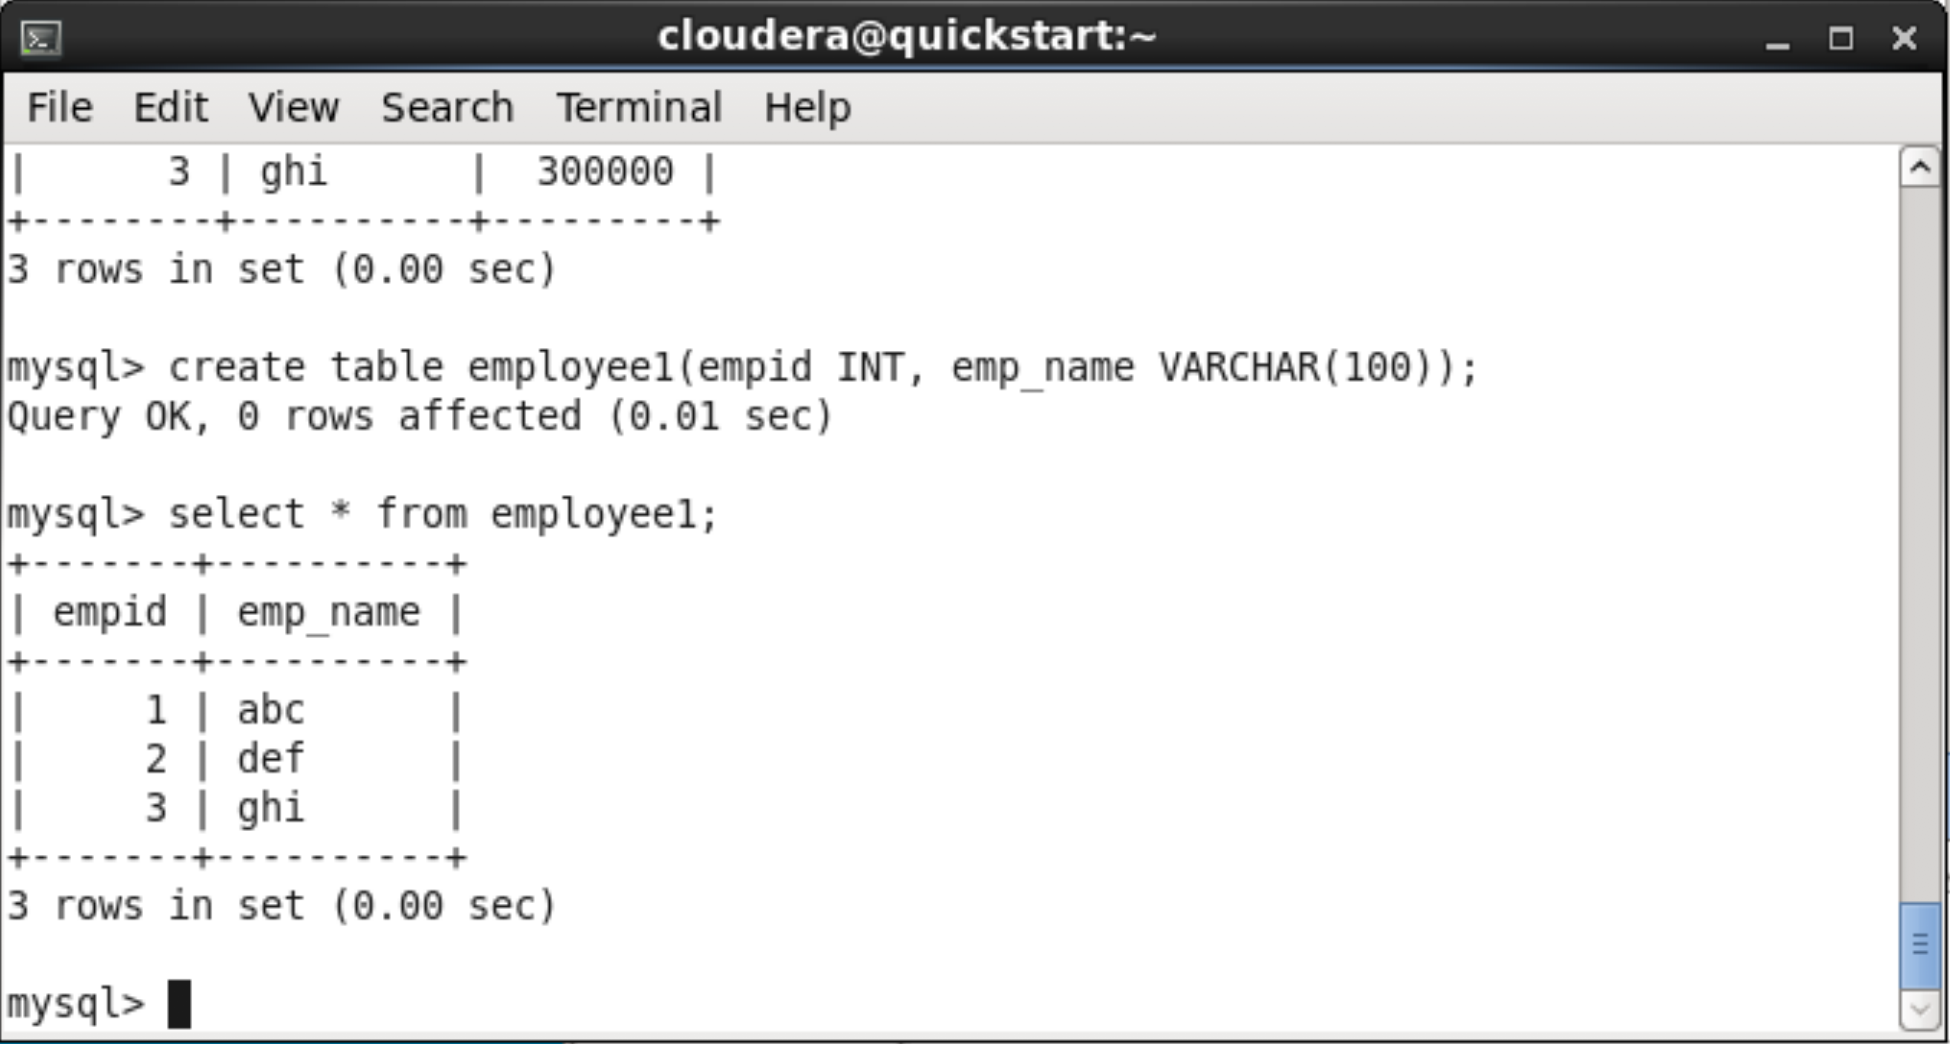 cloudera@quickstart:~
File Edit View Search Terminal Help
|      3 | ghi      |  300000 |
+--------+----------+---------+
3 rows in set (0.00 sec)
mysql> create table employee1(empid INT, emp_name VARCHAR(100));
Query OK, 0 rows affected (0.01 sec)
mysql> select * from employee1;
+-------+----------+
| empid | emp_name |
+-------+----------+
|     1 | abc      |
|     2 | def      |
|     3 | ghi      |
+-------+----------+
3 rows in set (0.00 sec)
mysql>